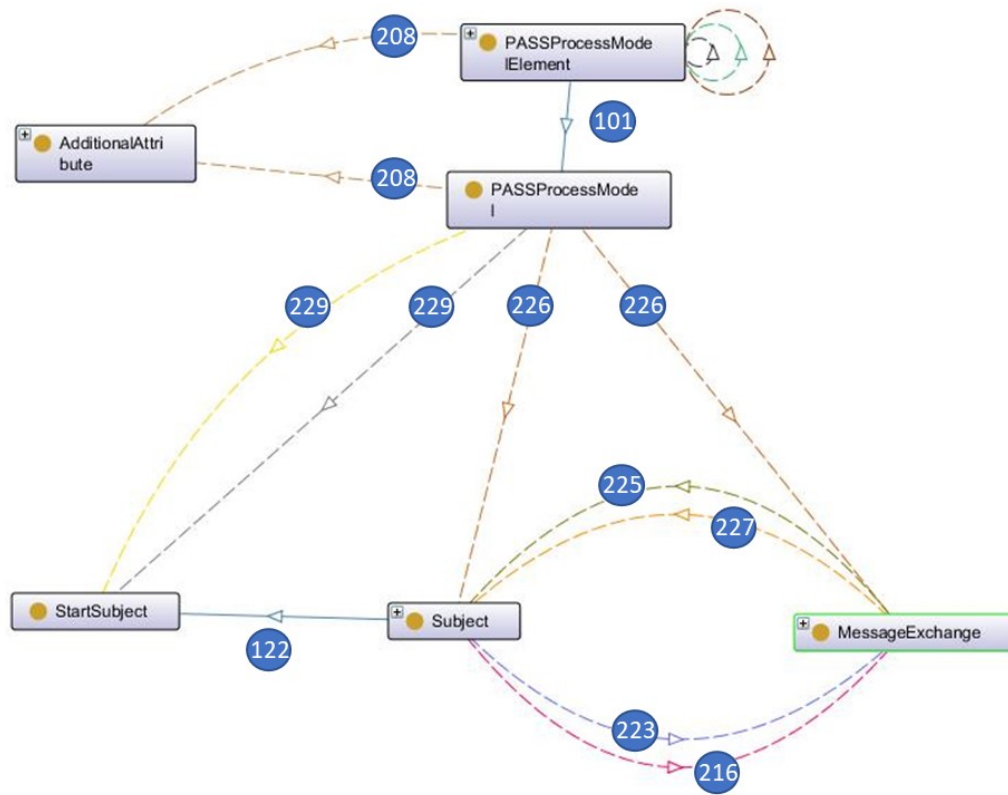 208
PASSProcessMode
lElement
101
AdditionalAttri
bute
208
PASSProcessMode
l
229
229
226
226
225
227
StartSubject
Subject
MessageExchange
122
223
216